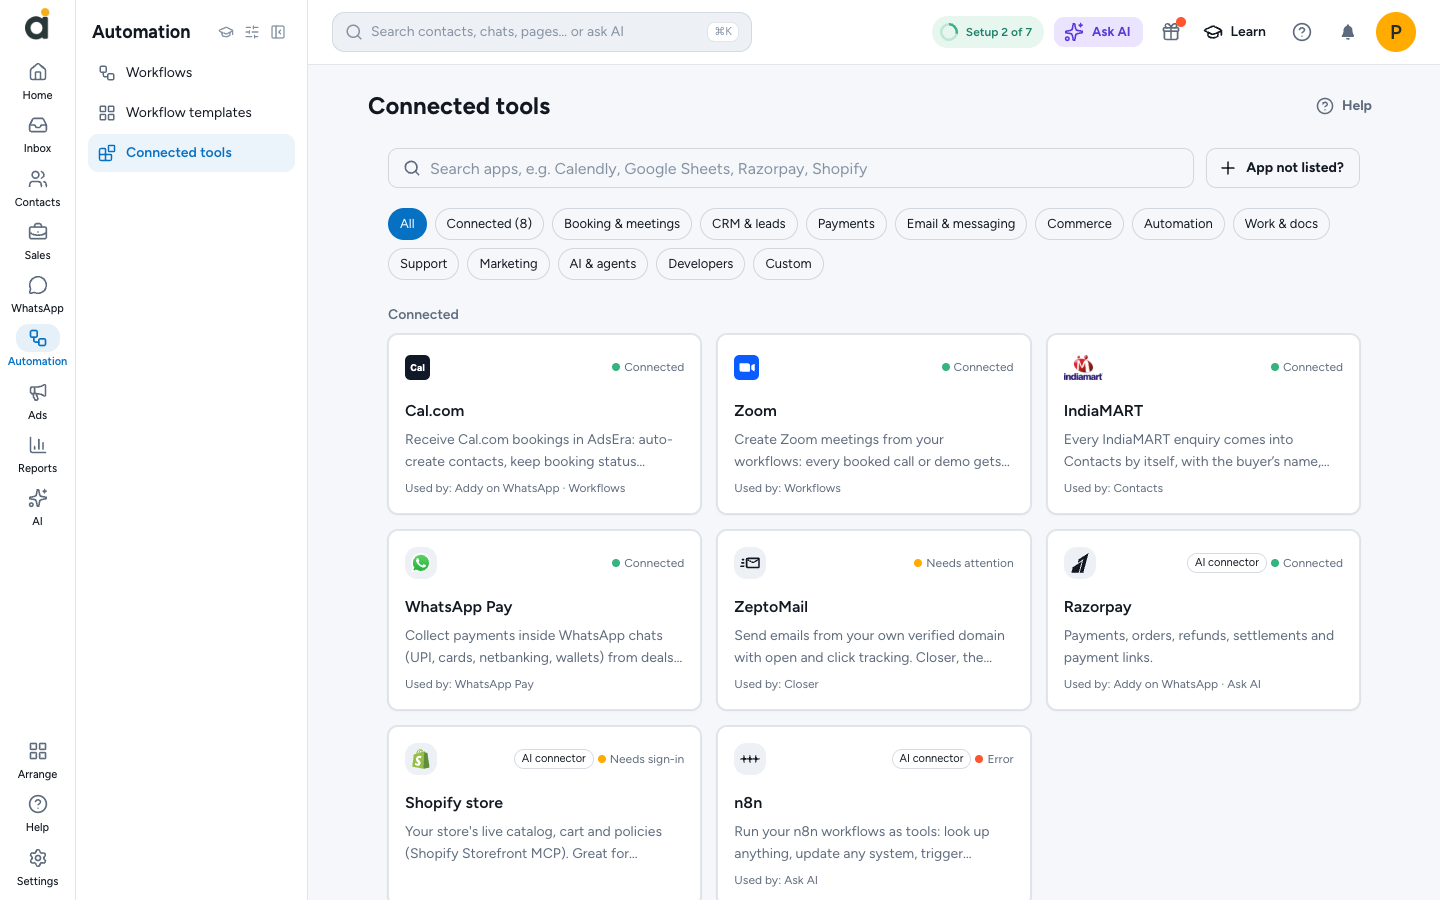 Automation
Search contacts, chats, pages... or ask AI
⌘K
Setup 2 of 7
Ask AI
Learn
P
Home
Inbox
Contacts
Sales
WhatsApp
Automation
Ads
Reports
AI
Arrange
Help
Settings
Workflows
Workflow templates
Connected tools
Connected tools
Help
Search apps, e.g. Calendly, Google Sheets, Razorpay, Shopify
App not listed?
All
Connected (8)
Booking & meetings
CRM & leads
Payments
Email & messaging
Commerce
Automation
Work & docs
Support
Marketing
AI & agents
Developers
Custom
Connected
Cal
Connected
Cal.com
Receive Cal.com bookings in AdsEra: auto-
create contacts, keep booking status...
Used by: Addy on WhatsApp · Workflows
Connected
Zoom
Create Zoom meetings from your
workflows: every booked call or demo gets...
Used by: Workflows
indiamart
Connected
IndiaMART
Every IndiaMART enquiry comes into
Contacts by itself, with the buyer's name,...
Used by: Contacts
Connected
WhatsApp Pay
Collect payments inside WhatsApp chats
(UPI, cards, netbanking, wallets) from deals...
Used by: WhatsApp Pay
Needs attention
ZeptoMail
Send emails from your own verified domain
with open and click tracking. Closer, the...
Used by: Closer
AI connector
Connected
Razorpay
Payments, orders, refunds, settlements and
payment links.
Used by: Addy on WhatsApp · Ask AI
AI connector
Needs sign-in
Shopify store
Your store's live catalog, cart and policies
(Shopify Storefront MCP). Great for...
AI connector
Error
n8n
Run your n8n workflows as tools: look up
anything, update any system, trigger...
Used by: Ask AI